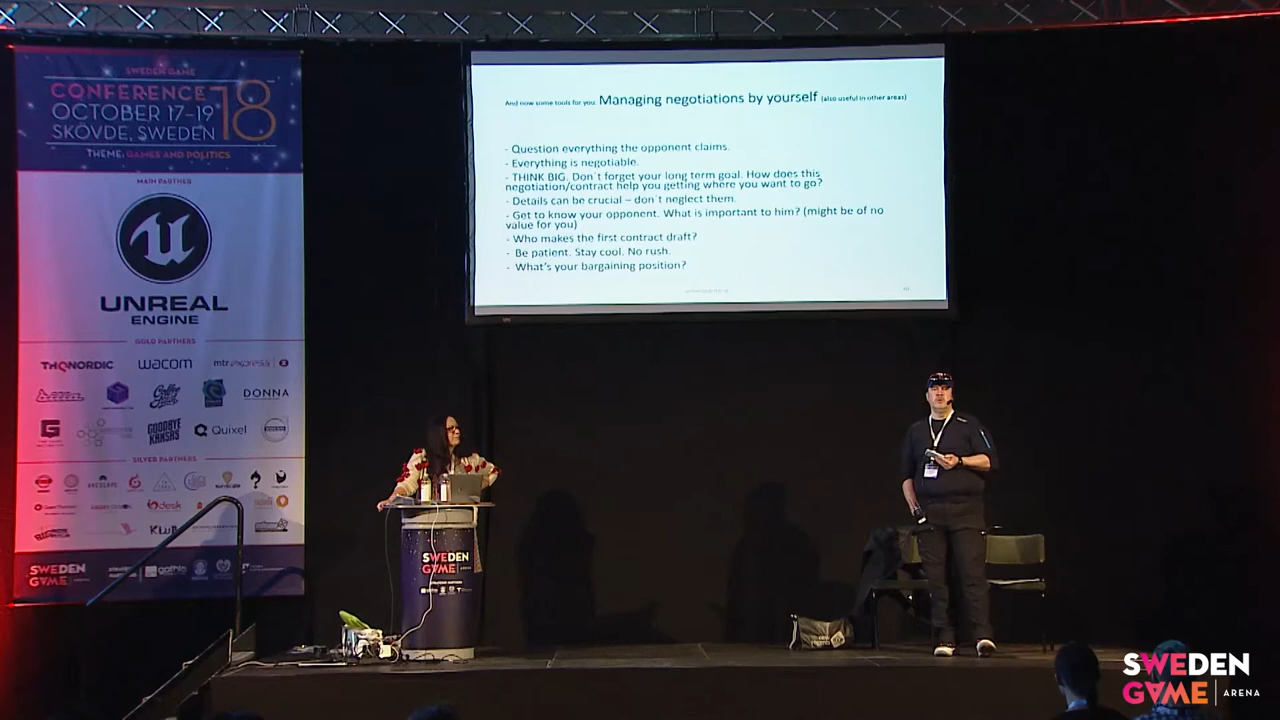 SWEDEN GAME
CONFERENCE 18
OCTOBER 17-19
SKÖVDE, SWEDEN
THEME: GAMES AND POLITICS
MAIN PARTNER
UNREAL
ENGINE
GOLD PARTNERS
THQNORDIC wacom mtrexpress
DONNA
GOODBYE KANSAS Quixel VOLVO
SILVER PARTNERS
SWEDEN
GAME ARENA
And now some tools for you: Managing negotiations by yourself (also useful in other areas)
- Question everything the opponent claims.
- Everything is negotiable.
- THINK BIG. Don´t forget your long term goal. How does this
negotiation/contract help you getting where you want to go?
- Details can be crucial – don´t neglect them.
- Get to know your opponent. What is important to him? (might be of no
value for you)
- Who makes the first contract draft?
- Be patient. Stay cool. No rush.
- What's your bargaining position?
SWEDEN
GAME ARENA
SWEDEN
GAME | ARENA